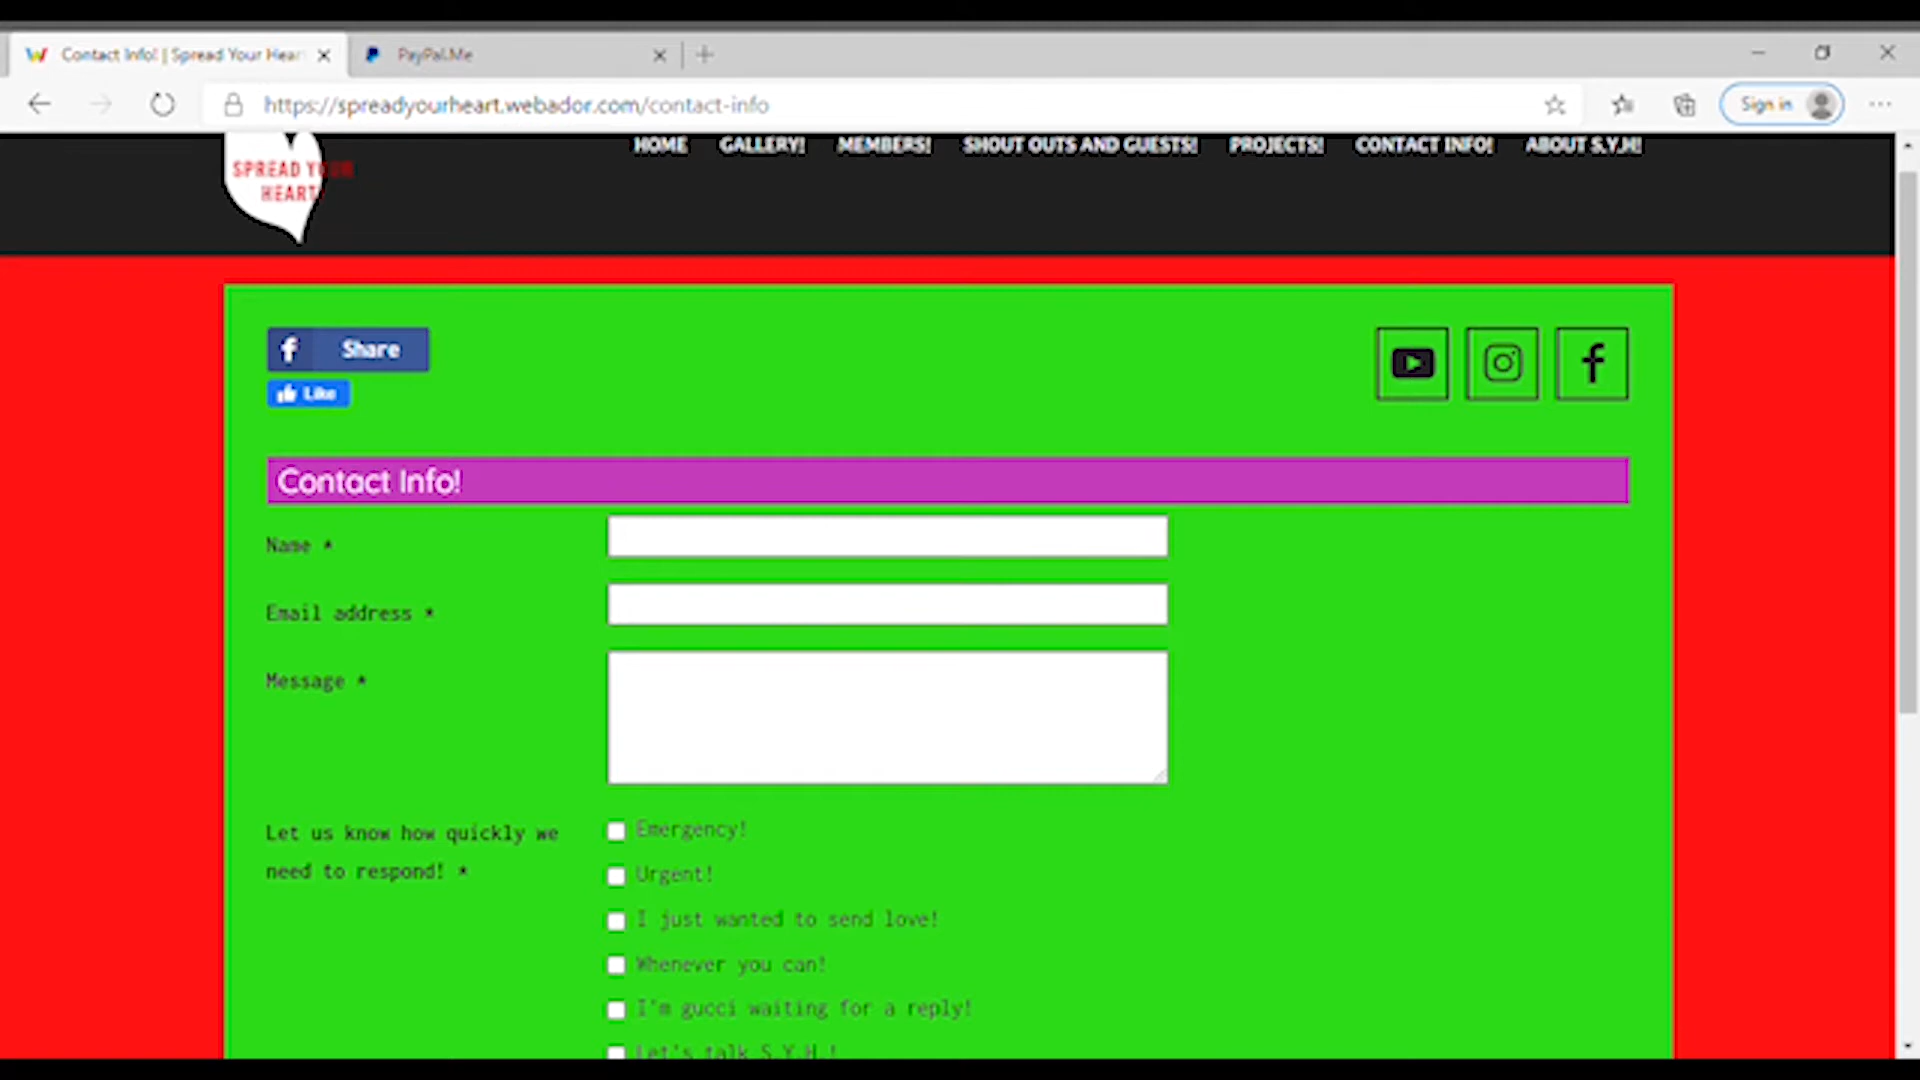 Contact Info! | Spread Your Hear
PayPal.Me
https://spreadyourheart.webador.com/contact-info
Sign in
SPREAD YOUR
HEART
HOME GALLERY! MEMBERS! SHOUT OUTS AND GUESTS! PROJECTS! CONTACT INFO! ABOUT S.Y.H!
Share
Like
Contact Info!
Name *
Email address *
Message *
Let us know how quickly we
need to respond! *
Emergency!
Urgent!
I just wanted to send love!
Whenever you can!
I'm gucci waiting for a reply!
Let's talk S.Y.H.!